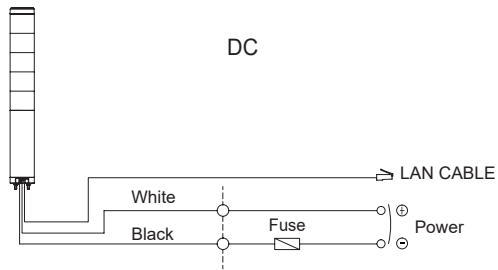 DC
LAN CABLE
White
+
Fuse
Power
Black
−